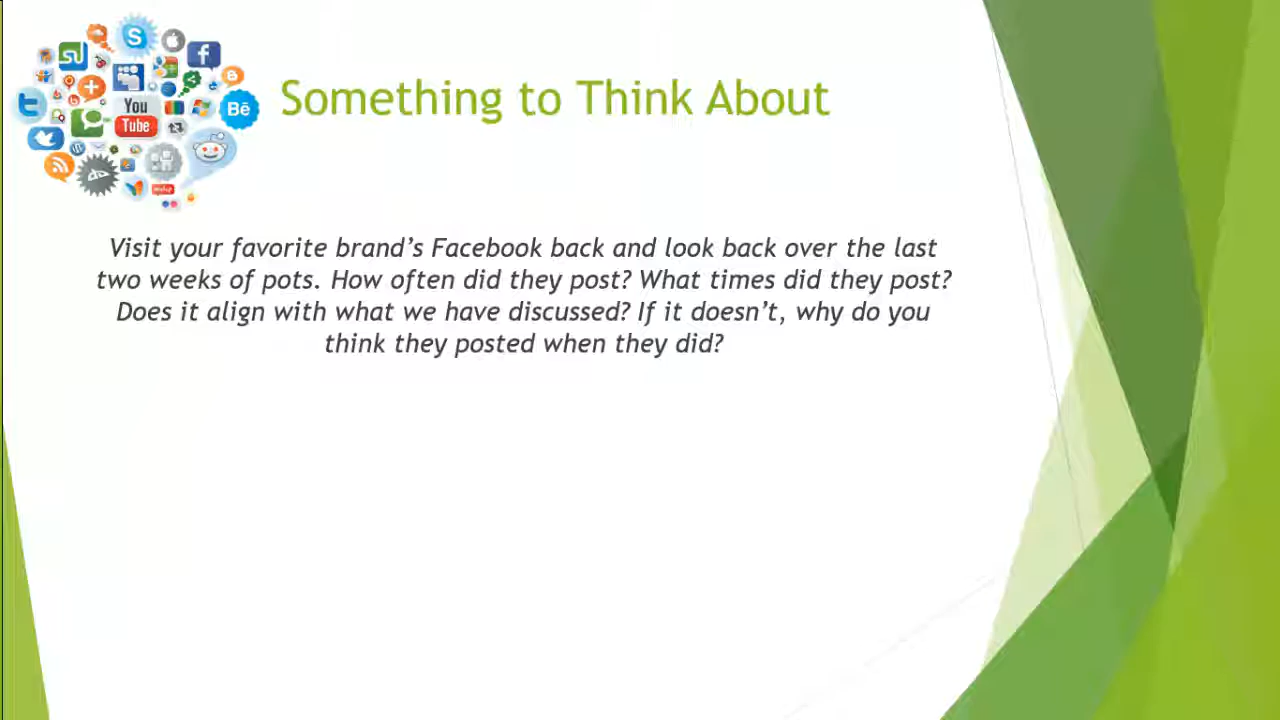 Something to Think About
You
Tube
Visit your favorite brand's Facebook back and look back over the last
two weeks of pots. How often did they post? What times did they post?
Does it align with what we have discussed? If it doesn't, why do you
think they posted when they did?